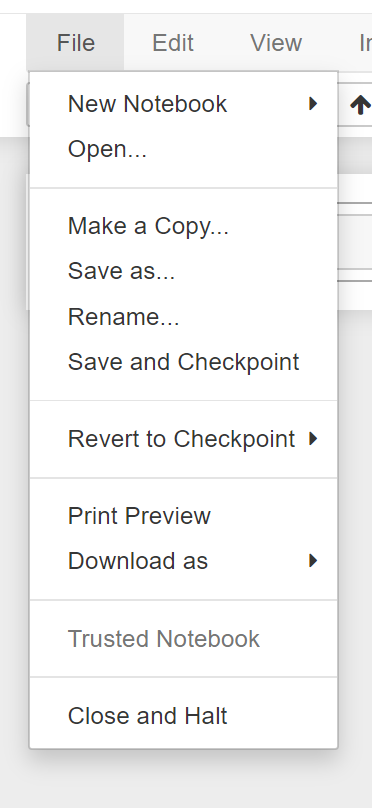 File Edit View
New Notebook
Open...
Make a Copy...
Save as...
Rename...
Save and Checkpoint
Revert to Checkpoint
Print Preview
Download as
Trusted Notebook
Close and Halt